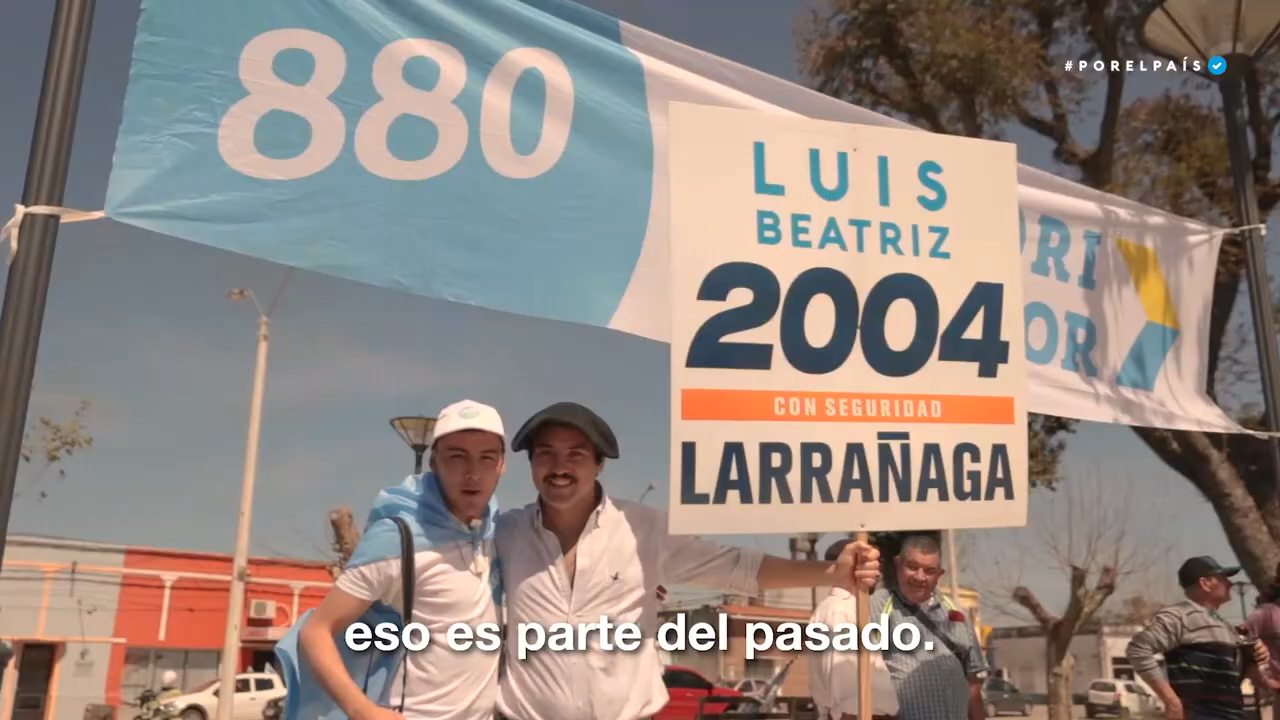 #PORELPAÍS
880
LUIS
BEATRIZ
2004
CON SEGURIDAD
LARRAÑAGA
eso es parte del pasado.